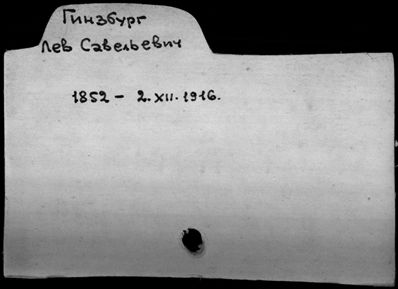 Гинзбург
Лев Савельевич
1852 – 2.XII.1916.